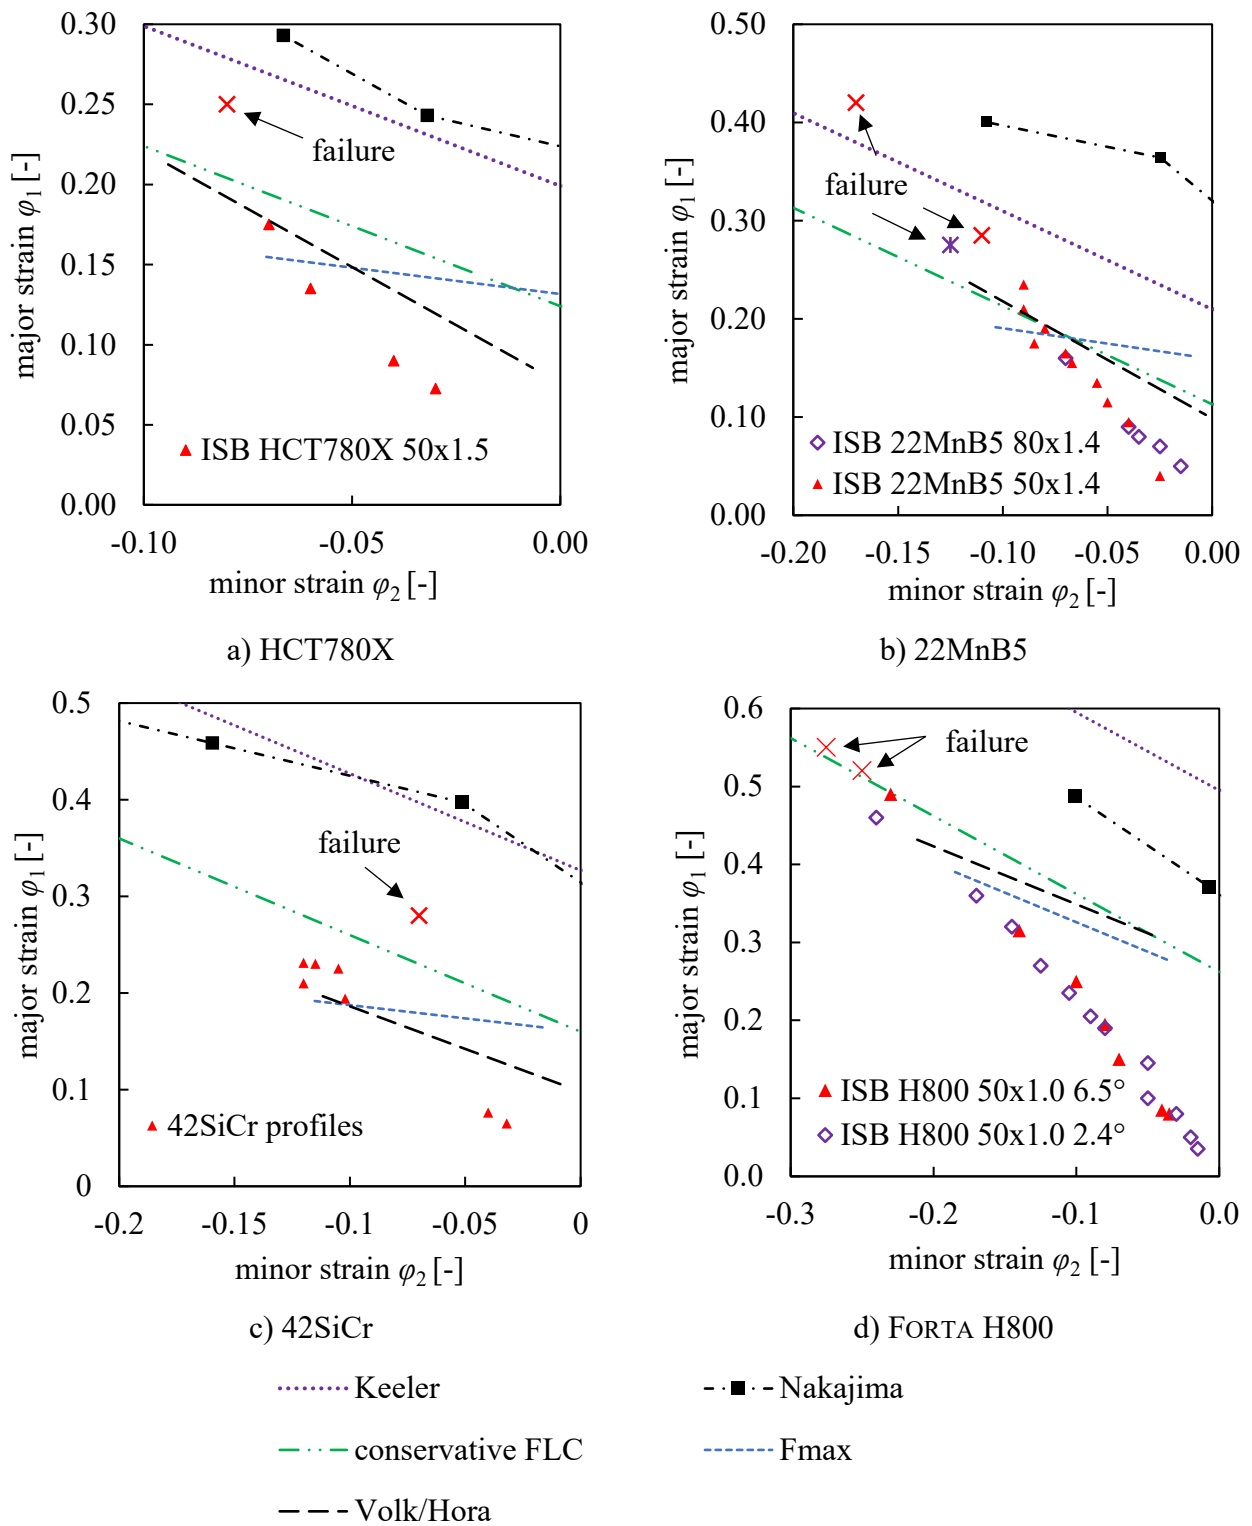 0.30
0.25
0.20
0.15
0.10
0.05
0.00
major strain φ1 [-]
failure
ISB HCT780X 50x1.5
-0.10 -0.05 0.00
minor strain φ2 [-]
a) HCT780X
0.40
0.30
0.20
0.10
0.00
major strain φ1 [-]
failure
ISB 22MnB5 80x1.4
ISB 22MnB5 50x1.4
-0.20 -0.15 -0.10 -0.05 0.00
minor strain φ2 [-]
b) 22MnB5
0.5
0.4
0.3
0.2
0.1
0
major strain φ1 [-]
failure
42SiCr profiles
-0.2 -0.15 -0.1 -0.05 0
minor strain φ2 [-]
c) 42SiCr
0.6
0.5
0.4
0.3
0.2
0.1
0.0
major strain φ1 [-]
failure
ISB H800 50x1.0 6.5°
ISB H800 50x1.0 2.4°
-0.3 -0.2 -0.1 0.0
minor strain φ2 [-]
d) FORTA H800
Keeler
Nakajima
conservative FLC
Fmax
Volk/Hora